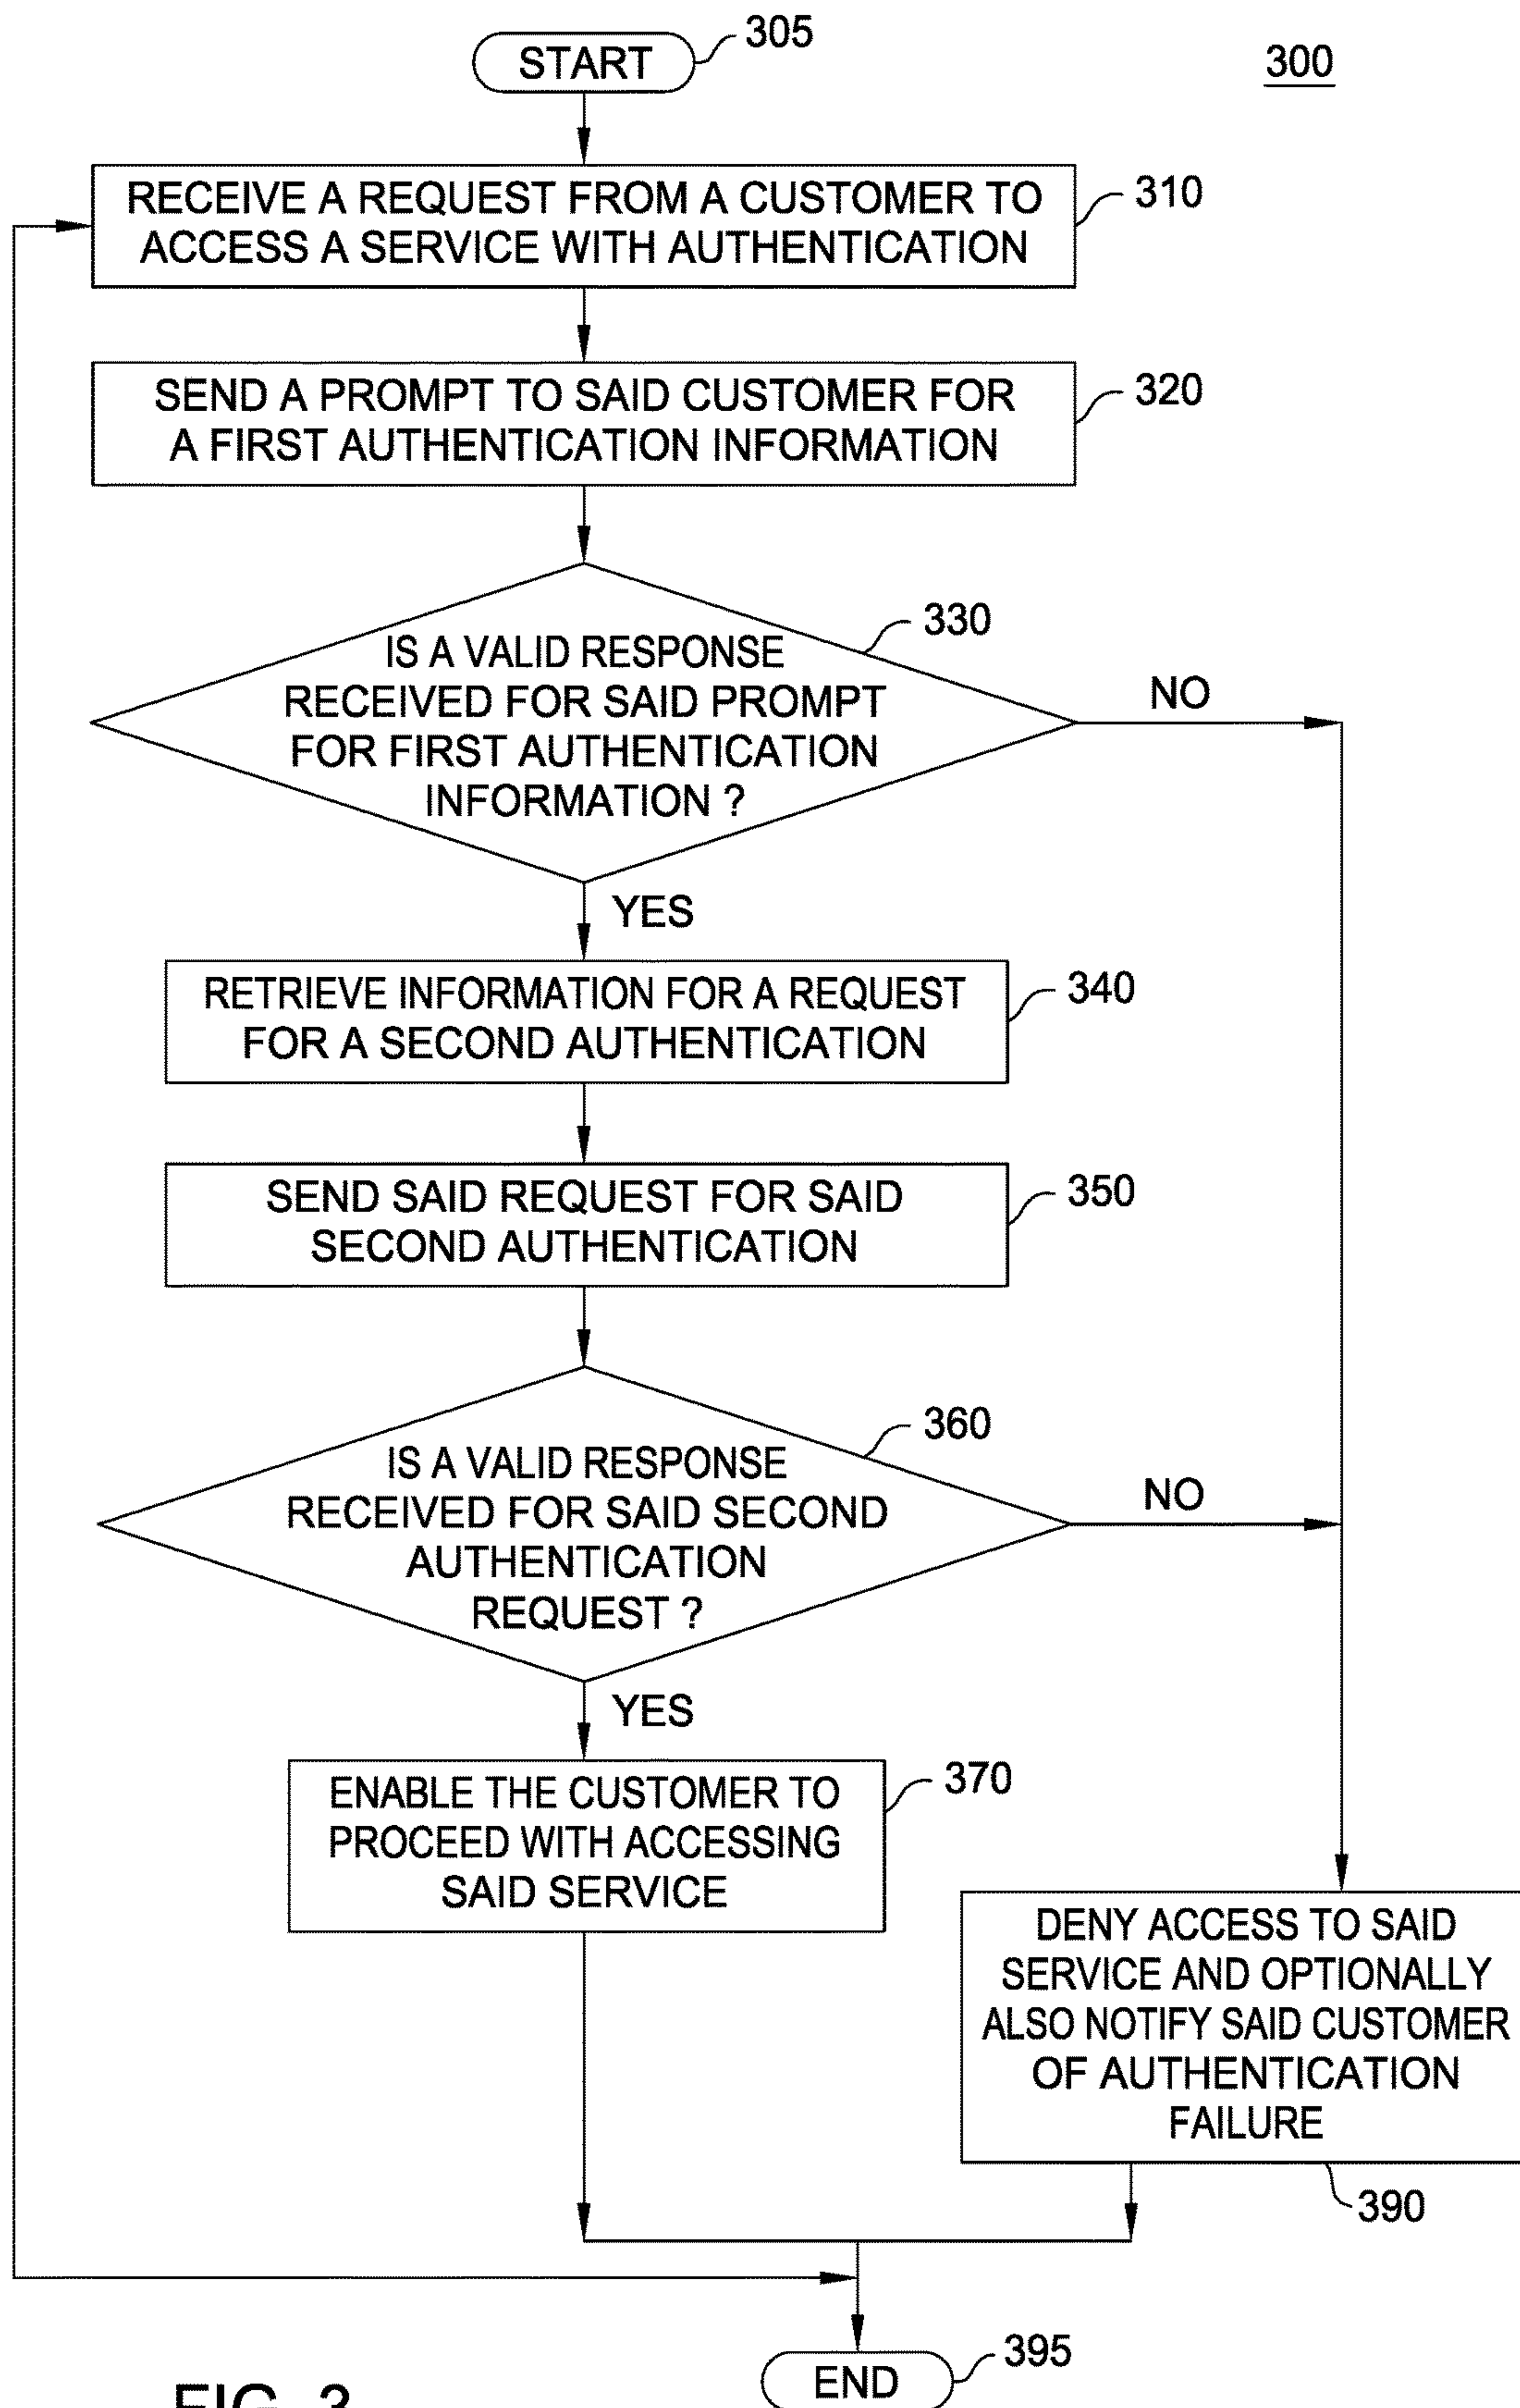 START
305
300
RECEIVE A REQUEST FROM A CUSTOMER TO
ACCESS A SERVICE WITH AUTHENTICATION
310
SEND A PROMPT TO SAID CUSTOMER FOR
A FIRST AUTHENTICATION INFORMATION
320
IS A VALID RESPONSE
RECEIVED FOR SAID PROMPT
FOR FIRST AUTHENTICATION
INFORMATION ?
330
NO
YES
RETRIEVE INFORMATION FOR A REQUEST
FOR A SECOND AUTHENTICATION
340
SEND SAID REQUEST FOR SAID
SECOND AUTHENTICATION
350
IS A VALID RESPONSE
RECEIVED FOR SAID SECOND
AUTHENTICATION
REQUEST ?
360
NO
YES
ENABLE THE CUSTOMER TO
PROCEED WITH ACCESSING
SAID SERVICE
370
DENY ACCESS TO SAID
SERVICE AND OPTIONALLY
ALSO NOTIFY SAID CUSTOMER
OF AUTHENTICATION
FAILURE
390
END
395
FIG. 3